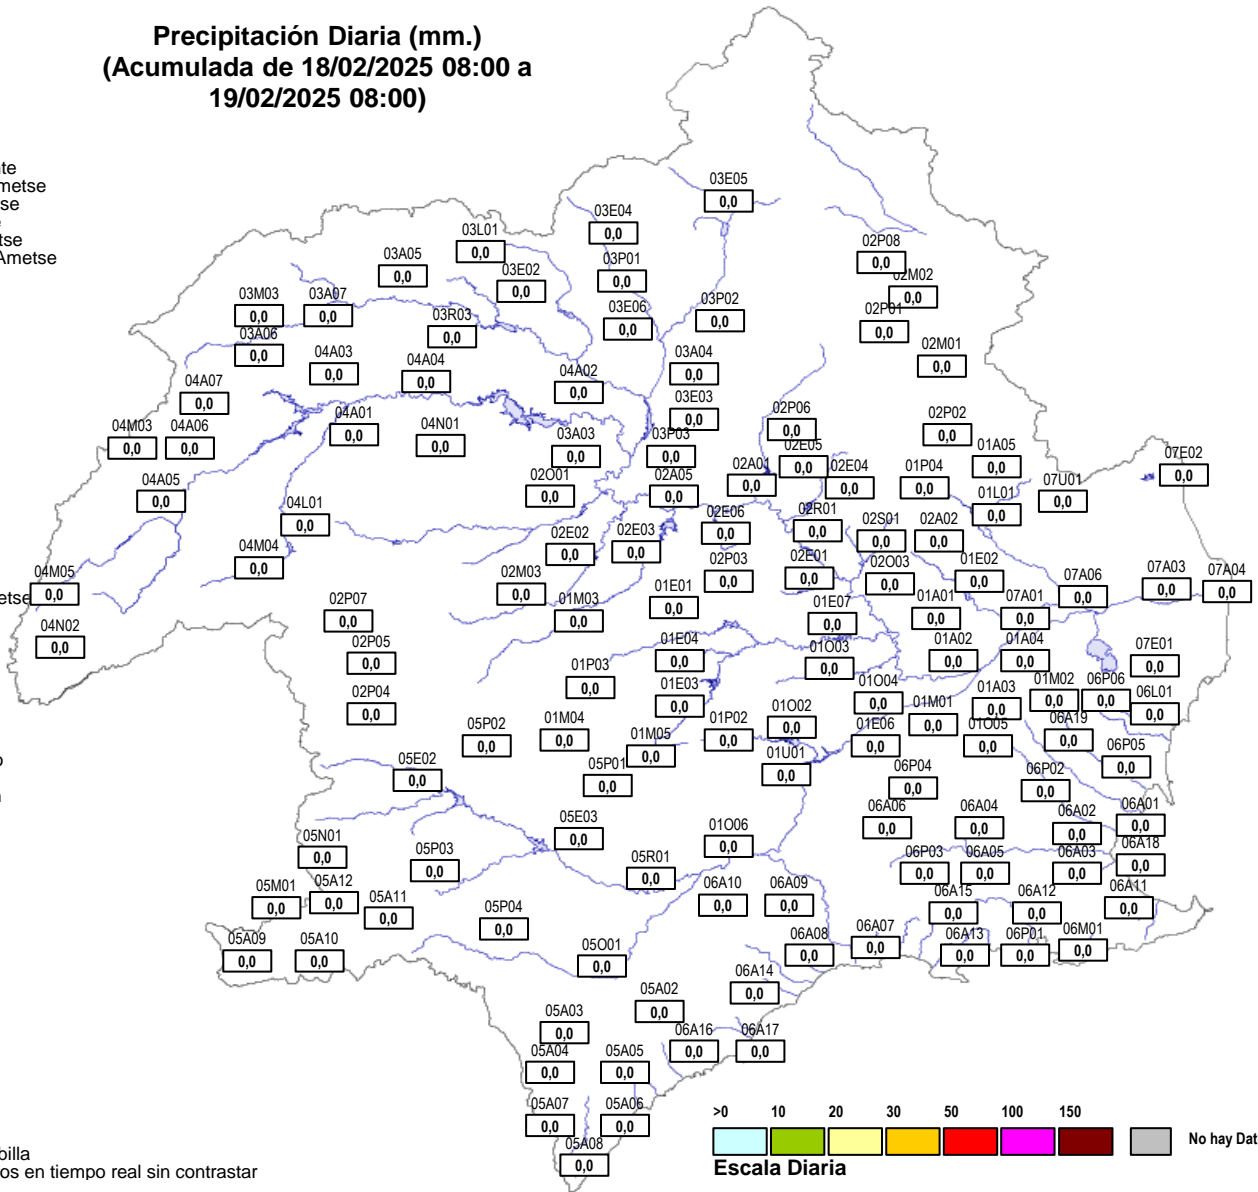 Precipitación Diaria (mm.)
(Acumulada de 18/02/2025 08:00 a
19/02/2025 08:00)
03E05
0,0
03E04
0,0
03L01
0,0
03A05
0,0
03P01
0,0
03E02
0,0
02P08
0,0
02M02
0,0
03M03
0,0
03A07
0,0
03R03
0,0
03E06
0,0
03P02
0,0
02P01
0,0
03A06
0,0
04A03
0,0
04A04
0,0
04A02
0,0
03A04
0,0
02M01
0,0
04A07
0,0
03E03
0,0
04M03
0,0
04A06
0,0
04A01
0,0
04N01
0,0
03A03
0,0
03P03
0,0
02P06
0,0
02E05
0,0
02P02
0,0
01A05
0,0
07E02
0,0
04A05
0,0
02O01
0,0
02A05
0,0
02A01
0,0
02E04
0,0
01P04
0,0
01L01
0,0
07U01
0,0
04L01
0,0
02E06
0,0
02R01
0,0
02S01
0,0
02A02
0,0
04M04
0,0
02E02
0,0
02E03
0,0
02P03
0,0
02E01
0,0
02O03
0,0
01E02
0,0
04M05
0,0
02M03
0,0
01M03
0,0
01E01
0,0
01E07
0,0
01A01
0,0
07A01
0,0
07A06
0,0
07A03
0,0
07A04
0,0
04N02
0,0
02P07
0,0
02P05
0,0
01E04
0,0
01O03
0,0
01A02
0,0
01A04
0,0
07E01
0,0
02P04
0,0
01P03
0,0
01E03
0,0
01O04
0,0
01M01
0,0
01A03
0,0
01M02
0,0
06P06
0,0
06L01
0,0
05P02
0,0
01M04
0,0
01M05
0,0
01P02
0,0
01O02
0,0
01E06
0,0
01O05
0,0
06A19
0,0
06P05
0,0
05E02
0,0
05P01
0,0
01U01
0,0
06P04
0,0
06P02
0,0
05E03
0,0
01O06
0,0
06A06
0,0
06A04
0,0
06A02
0,0
06A01
0,0
05N01
0,0
05P03
0,0
05R01
0,0
06P03
0,0
06A05
0,0
06A03
0,0
06A18
0,0
05M01
0,0
05A12
0,0
05A11
0,0
06A10
0,0
06A09
0,0
06A15
0,0
06A12
0,0
06A11
0,0
05A09
0,0
05A10
0,0
05P04
0,0
05O01
0,0
06A08
0,0
06A07
0,0
06A13
0,0
06P01
0,0
06M01
0,0
06A14
0,0
05A02
0,0
05A03
0,0
06A16
0,0
06A17
0,0
05A04
0,0
05A05
0,0
05A07
0,0
05A06
0,0
05A08
0,0
>0 10 20 30 50 100 150
No hay Dat
Escala Diaria
billa
os en tiempo real sin contrastar